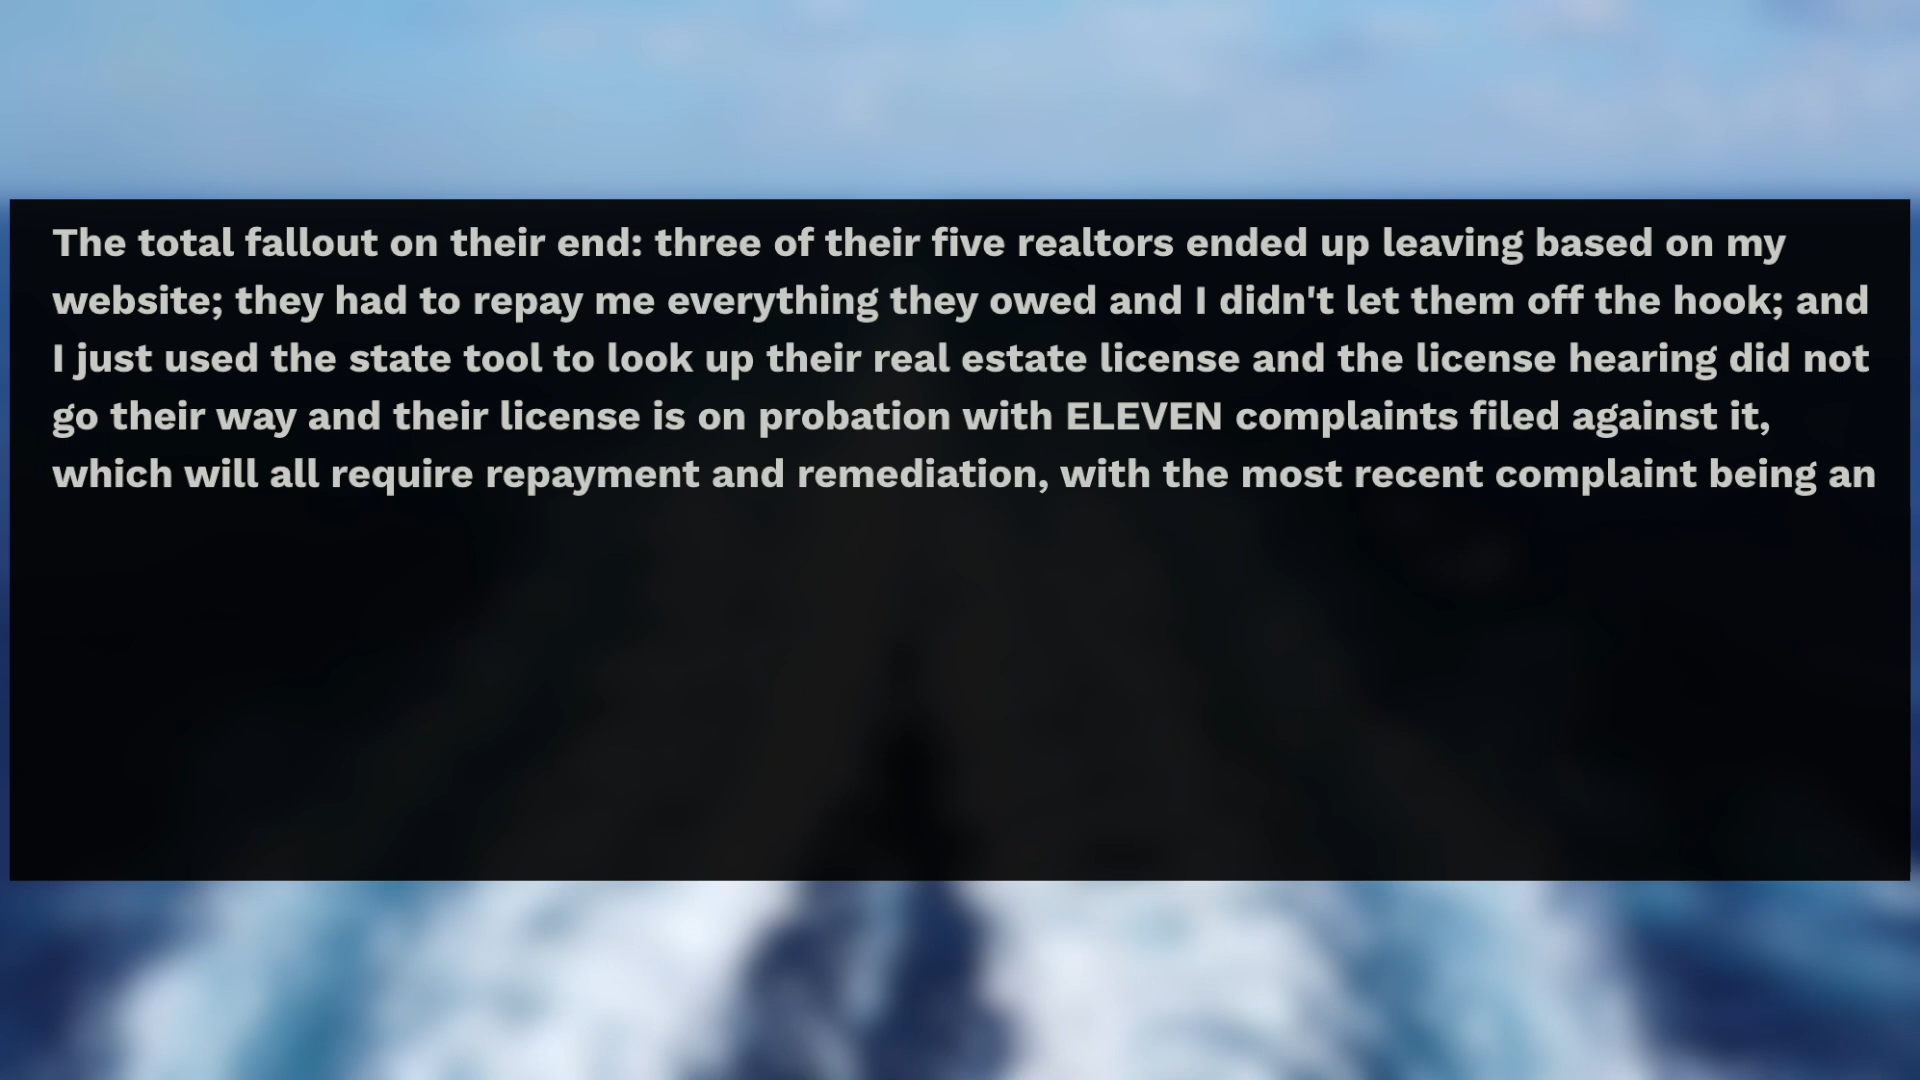 The total fallout on their end: three of their five realtors ended up leaving based on my
website; they had to repay me everything they owed and I didn't let them off the hook; and
I just used the state tool to look up their real estate license and the license hearing did not
go their way and their license is on probation with ELEVEN complaints filed against it,
which will all require repayment and remediation, with the most recent complaint being an